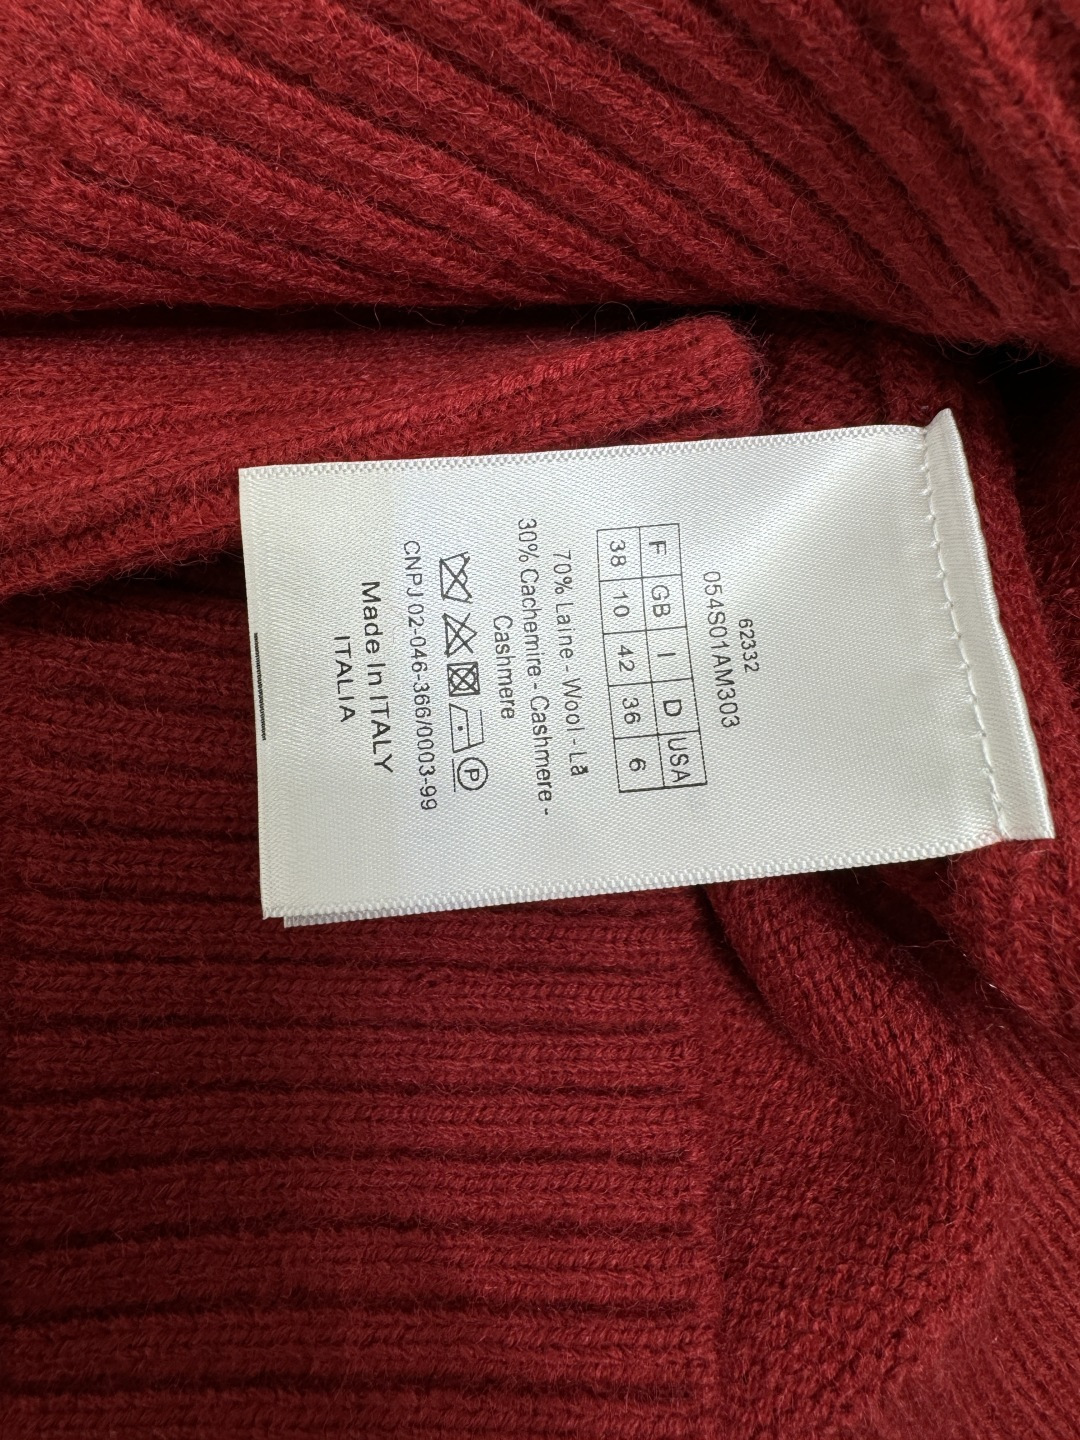 62332
054S01AM303
F GB I D USA
38 10 42 36 6
70% Laine - Wool - Lã
30% Cachemire - Cashmere -
Cashmere
P
CNPJ 02-046-366/0003-99
Made In ITALY
ITALIA